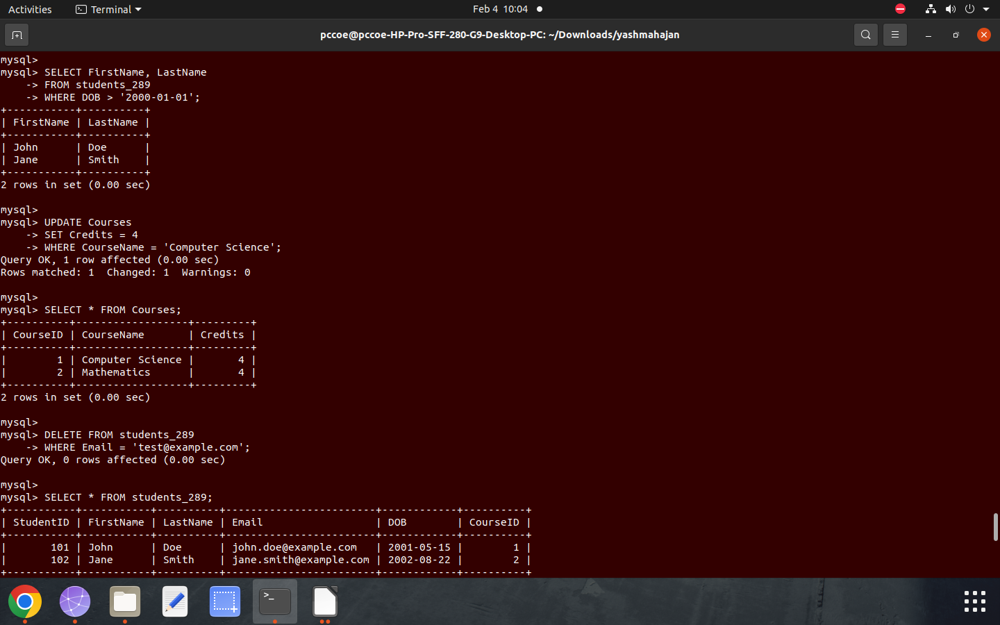 Activities Terminal Feb 4 10:04
pccoe@pccoe-HP-Pro-SFF-280-G9-Desktop-PC: ~/Downloads/yashmahajan
mysql>
mysql> SELECT FirstName, LastName
    -> FROM students_289
    -> WHERE DOB > '2000-01-01';
+-----------+----------+
| FirstName | LastName |
+-----------+----------+
| John      | Doe      |
| Jane      | Smith    |
+-----------+----------+
2 rows in set (0.00 sec)

mysql>
mysql> UPDATE Courses
    -> SET Credits = 4
    -> WHERE CourseName = 'Computer Science';
Query OK, 1 row affected (0.00 sec)
Rows matched: 1  Changed: 1  Warnings: 0

mysql>
mysql> SELECT * FROM Courses;
+----------+------------------+---------+
| CourseID | CourseName       | Credits |
+----------+------------------+---------+
|        1 | Computer Science |       4 |
|        2 | Mathematics      |       4 |
+----------+------------------+---------+
2 rows in set (0.00 sec)

mysql>
mysql> DELETE FROM students_289
    -> WHERE Email = 'test@example.com';
Query OK, 0 rows affected (0.00 sec)

mysql>
mysql> SELECT * FROM students_289;
+-----------+-----------+----------+------------------------+------------+----------+
| StudentID | FirstName | LastName | Email                  | DOB        | CourseID |
+-----------+-----------+----------+------------------------+------------+----------+
|       101 | John      | Doe      | john.doe@example.com   | 2001-05-15 |        1 |
|       102 | Jane      | Smith    | jane.smith@example.com | 2002-08-22 |        2 |
+-----------+-----------+----------+------------------------+------------+----------+
>_